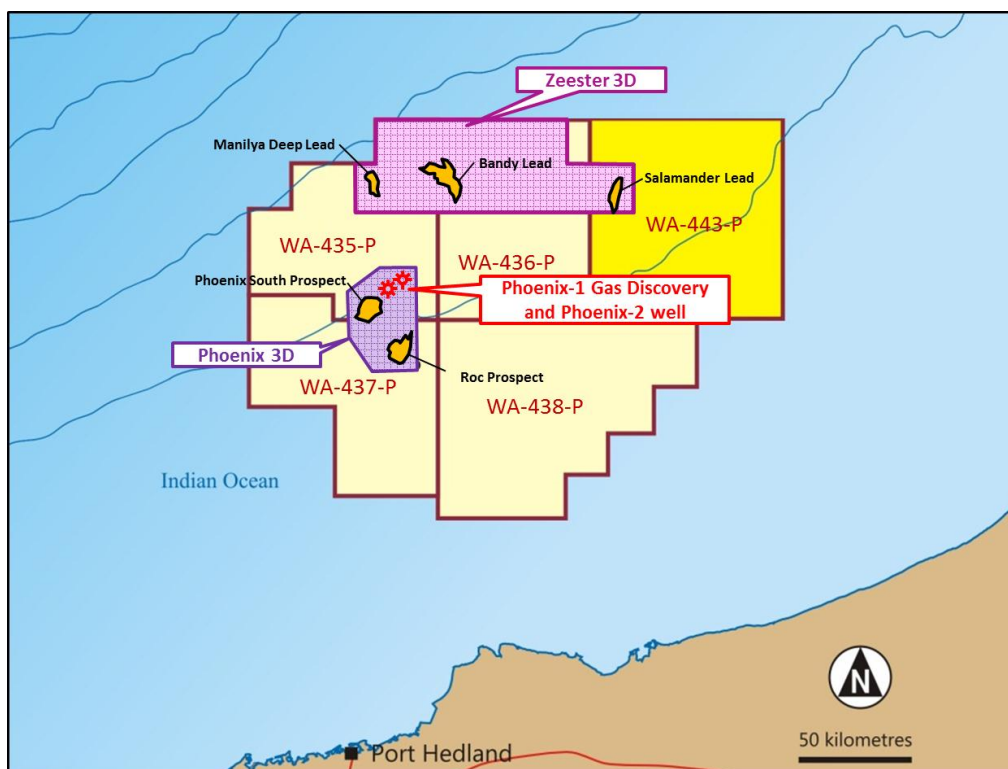 Zeester 3D
Manilya Deep Lead
Bandy Lead
Salamander Lead
WA-443-P
WA-435-P
WA-436-P
Phoenix South Prospect
Phoenix-1 Gas Discovery
and Phoenix-2 well
Phoenix 3D
Roc Prospect
WA-437-P
WA-438-P
Indian Ocean
N
50 kilometres
Port Hedland